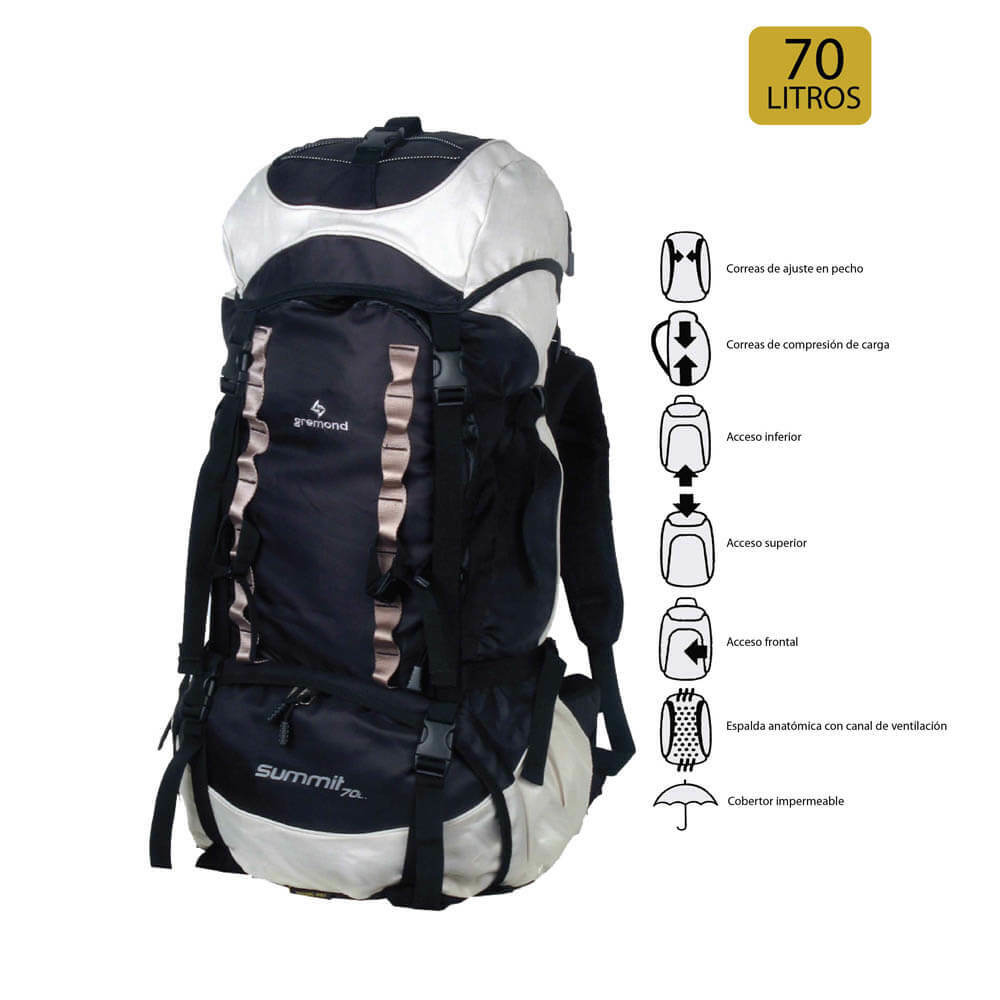 70
LITROS
Correas de ajuste en pecho
Correas de compresión de carga
gremond
Acceso inferior
Acceso superior
Acceso frontal
Espalda anatómica con canal de ventilación
summit 70L.
Cobertor impermeable